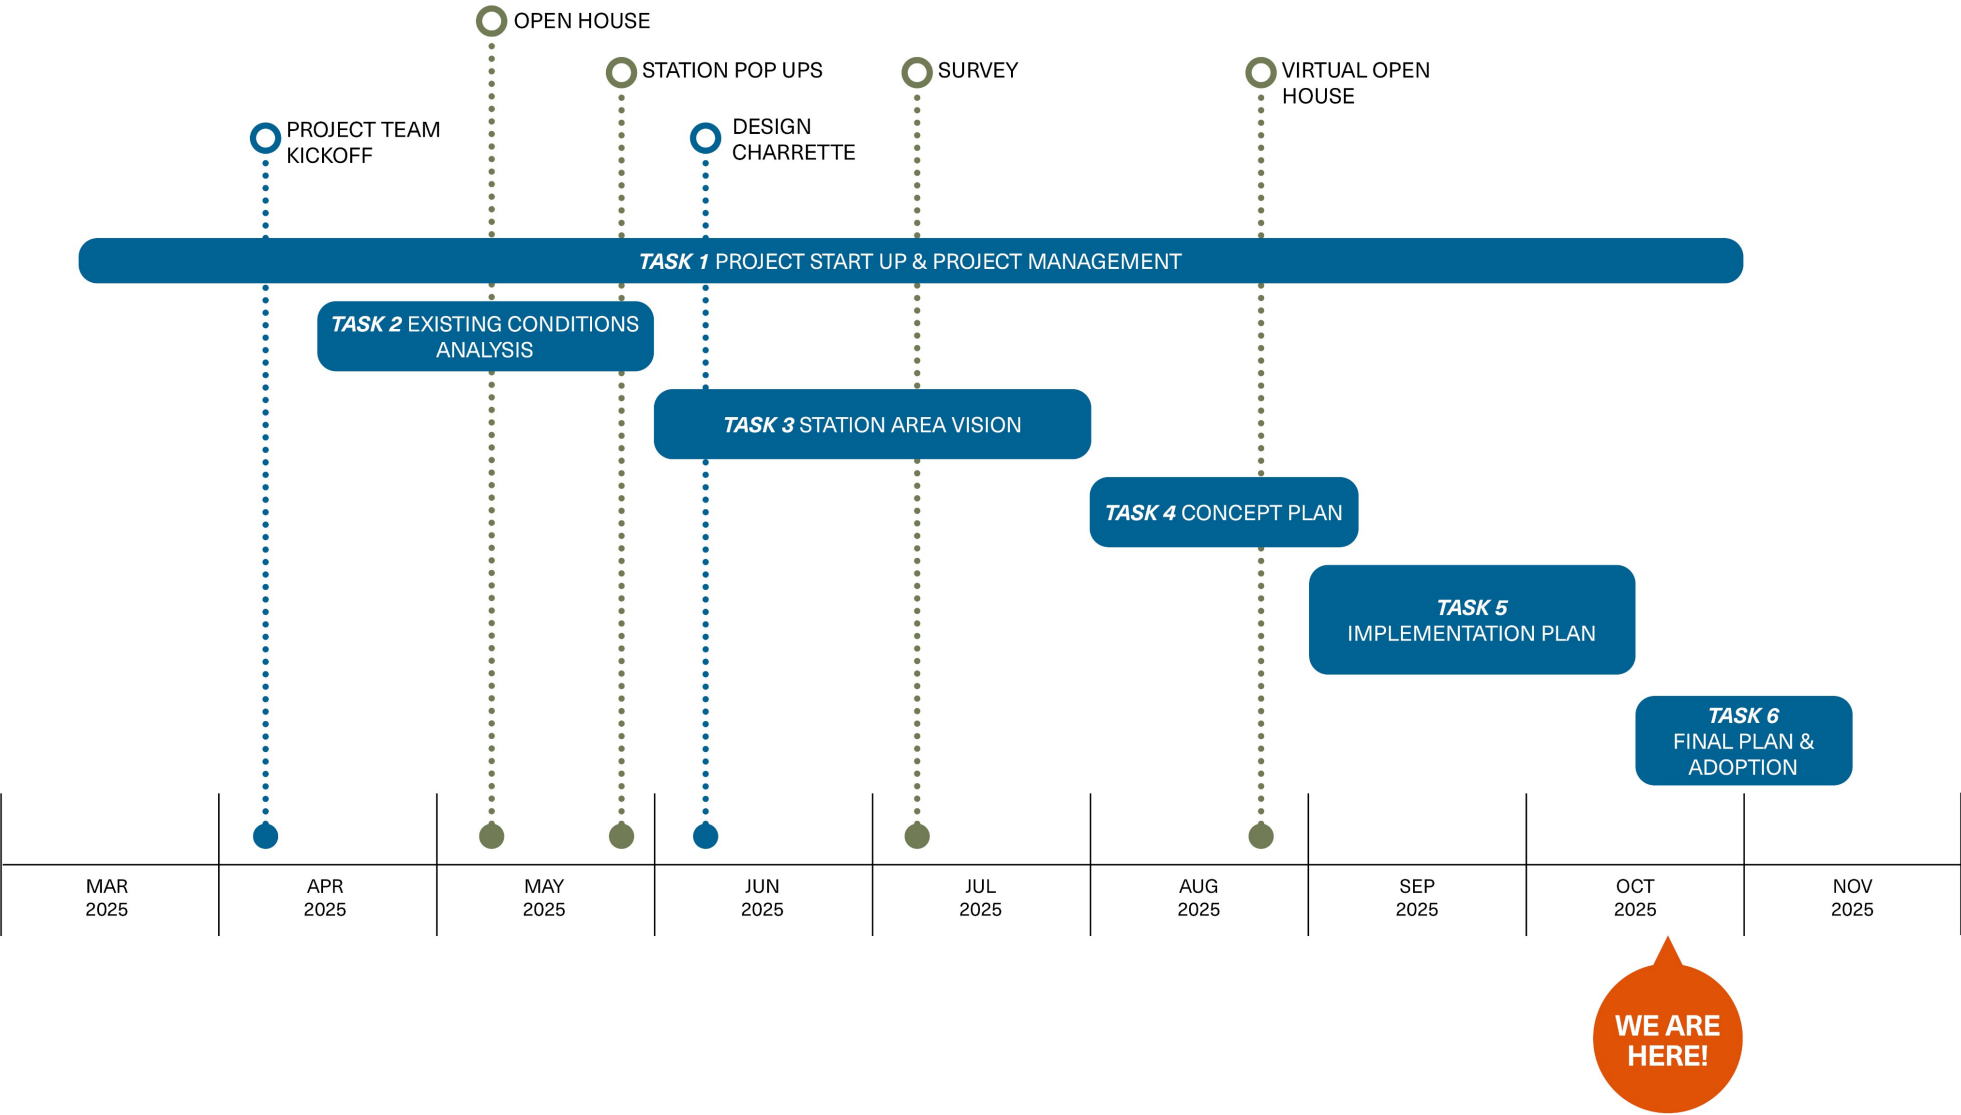 OPEN HOUSE
STATION POP UPS
SURVEY
VIRTUAL OPEN
HOUSE
PROJECT TEAM
KICKOFF
DESIGN
CHARRETTE
TASK 1 PROJECT START UP & PROJECT MANAGEMENT
TASK 2 EXISTING CONDITIONS
ANALYSIS
TASK 3 STATION AREA VISION
TASK 4 CONCEPT PLAN
TASK 5
IMPLEMENTATION PLAN
TASK 6
FINAL PLAN &
ADOPTION
MAR
2025
APR
2025
MAY
2025
JUN
2025
JUL
2025
AUG
2025
SEP
2025
OCT
2025
NOV
2025
WE ARE
HERE!